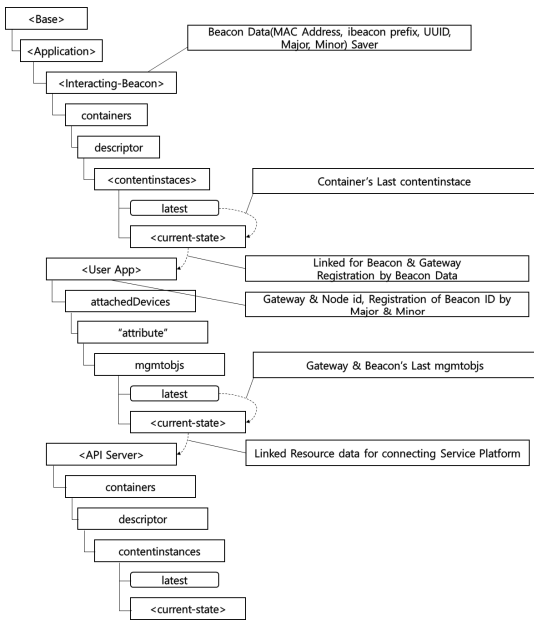 <Base>
Beacon Data(MAC Address, ibeacon prefix, UUID,
Major, Minor) Saver
<Application>
<Interacting-Beacon>
containers
descriptor
<contentinstaces>
Container's Last contentinstace
latest
<current-state>
Linked for Beacon & Gateway
Registration by Beacon Data
<User App>
Gateway & Node id, Registration of Beacon ID by
Major & Minor
attachedDevices
"attribute"
mgmtobjs
Gateway & Beacon's Last mgmtobjs
latest
<current-state>
Linked Resource data for connecting Service Platform
<API Server>
containers
descriptor
contentinstances
latest
<current-state>